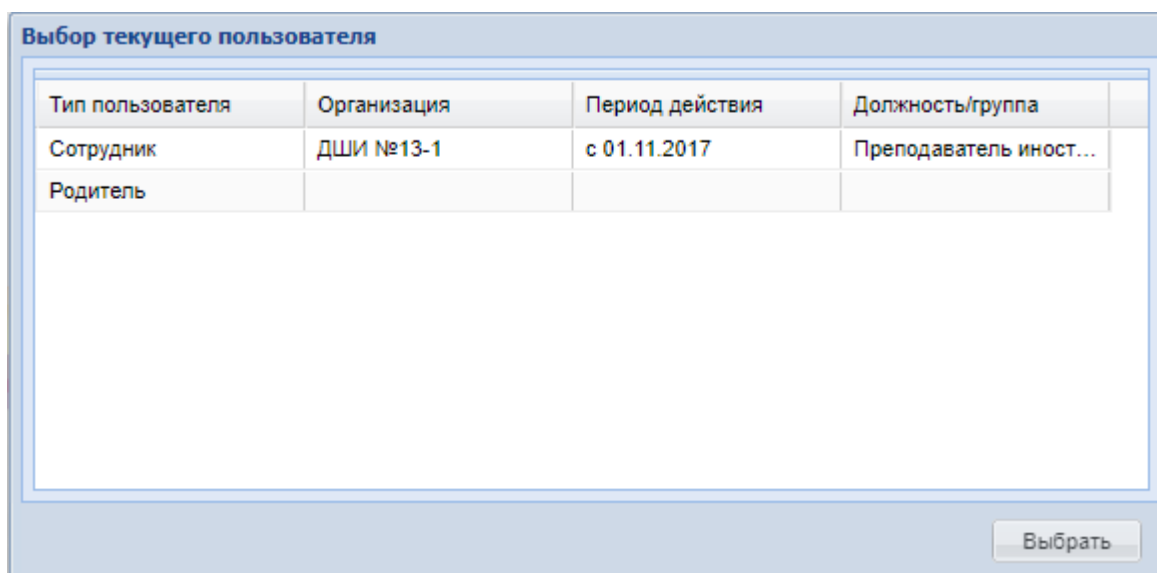 Выбор текущего пользователя
Тип пользователя Организация Период действия Должность/группа
Сотрудник ДШИ №13-1 с 01.11.2017 Преподаватель иност...
Родитель
Выбрать